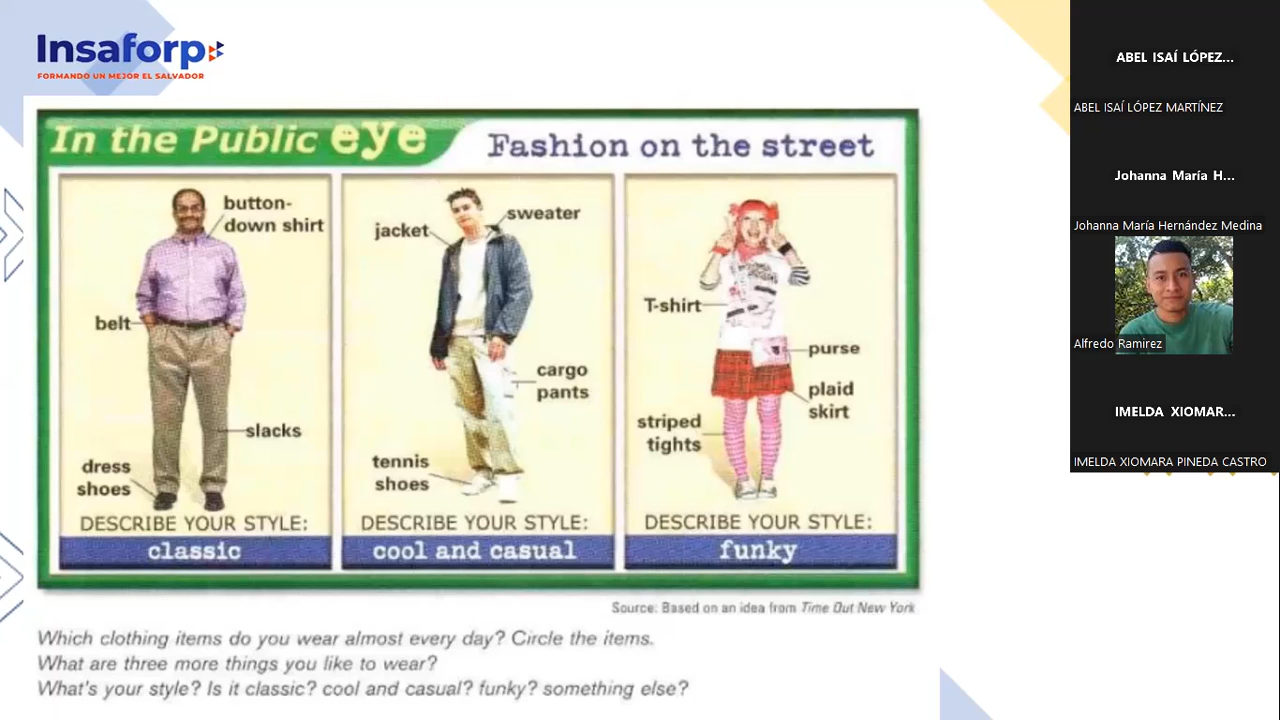 Insaforp
FORMANDO UN MEJOR EL SALVADOR
In the Public eye
Fashion on the street
button-
down shirt
belt
slacks
dress
shoes
DESCRIBE YOUR STYLE:
classic
sweater
jacket
cargo
pants
tennis
shoes
DESCRIBE YOUR STYLE:
cool and casual
T-shirt
purse
plaid
skirt
striped
tights
DESCRIBE YOUR STYLE:
funky
Source: Based on an idea from Time Out New York
Which clothing items do you wear almost every day? Circle the items.
What are three more things you like to wear?
What's your style? Is it classic? cool and casual? funky? something else?
ABEL ISAÍ LÓPEZ...
ABEL ISAÍ LÓPEZ MARTÍNEZ
Johanna María H...
Johanna María Hernández Medina
Alfredo Ramirez
IMELDA XIOMAR...
IMELDA XIOMARA PINEDA CASTRO